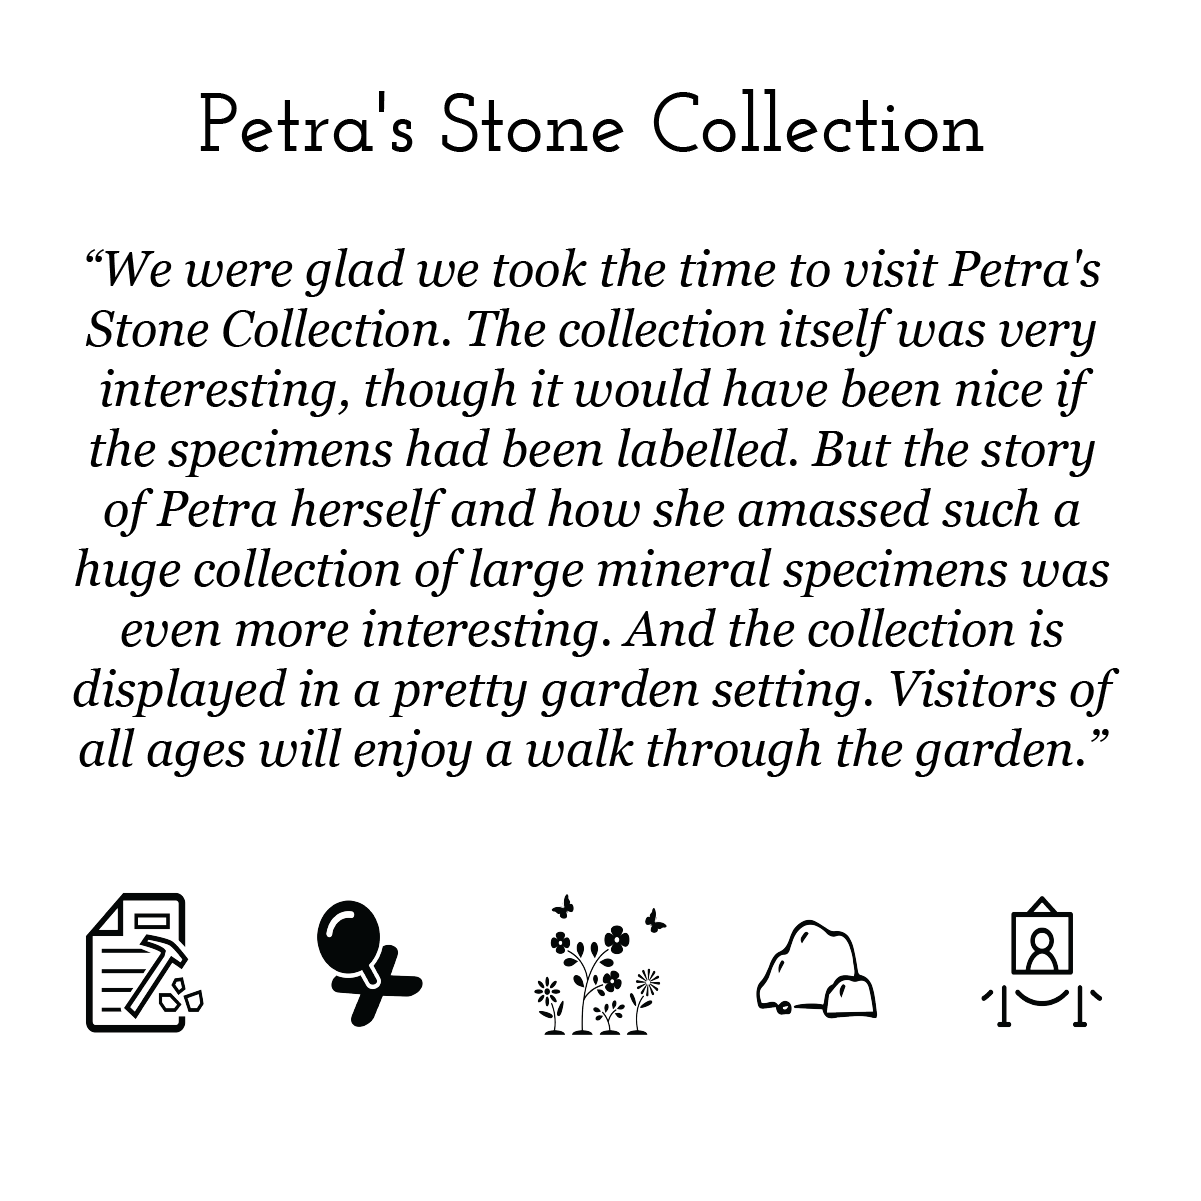 Petra's Stone Collection
“We were glad we took the time to visit Petra's
Stone Collection. The collection itself was very
interesting, though it would have been nice if
the specimens had been labelled. But the story
of Petra herself and how she amassed such a
huge collection of large mineral specimens was
even more interesting. And the collection is
displayed in a pretty garden setting. Visitors of
all ages will enjoy a walk through the garden.”